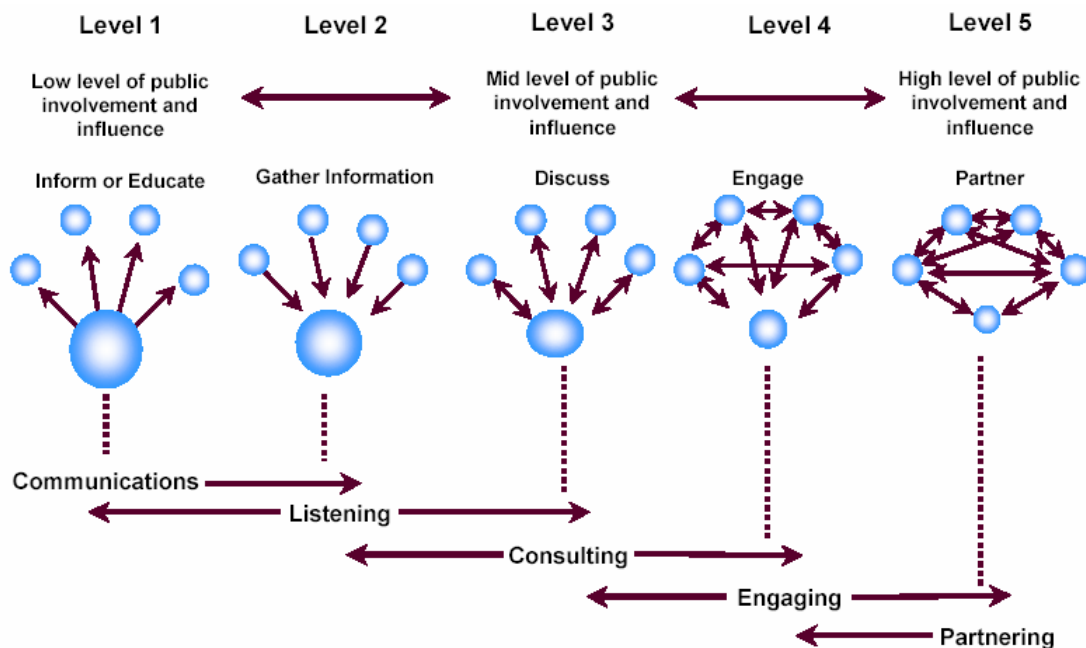 Level 1
Level 2
Level 3
Level 4
Level 5
Low level of public
involvement and
influence
Mid level of public
involvement and
influence
High level of public
involvement and
influence
Inform or Educate
Gather Information
Discuss
Engage
Partner
Communications
Listening
Consulting
Engaging
Partnering